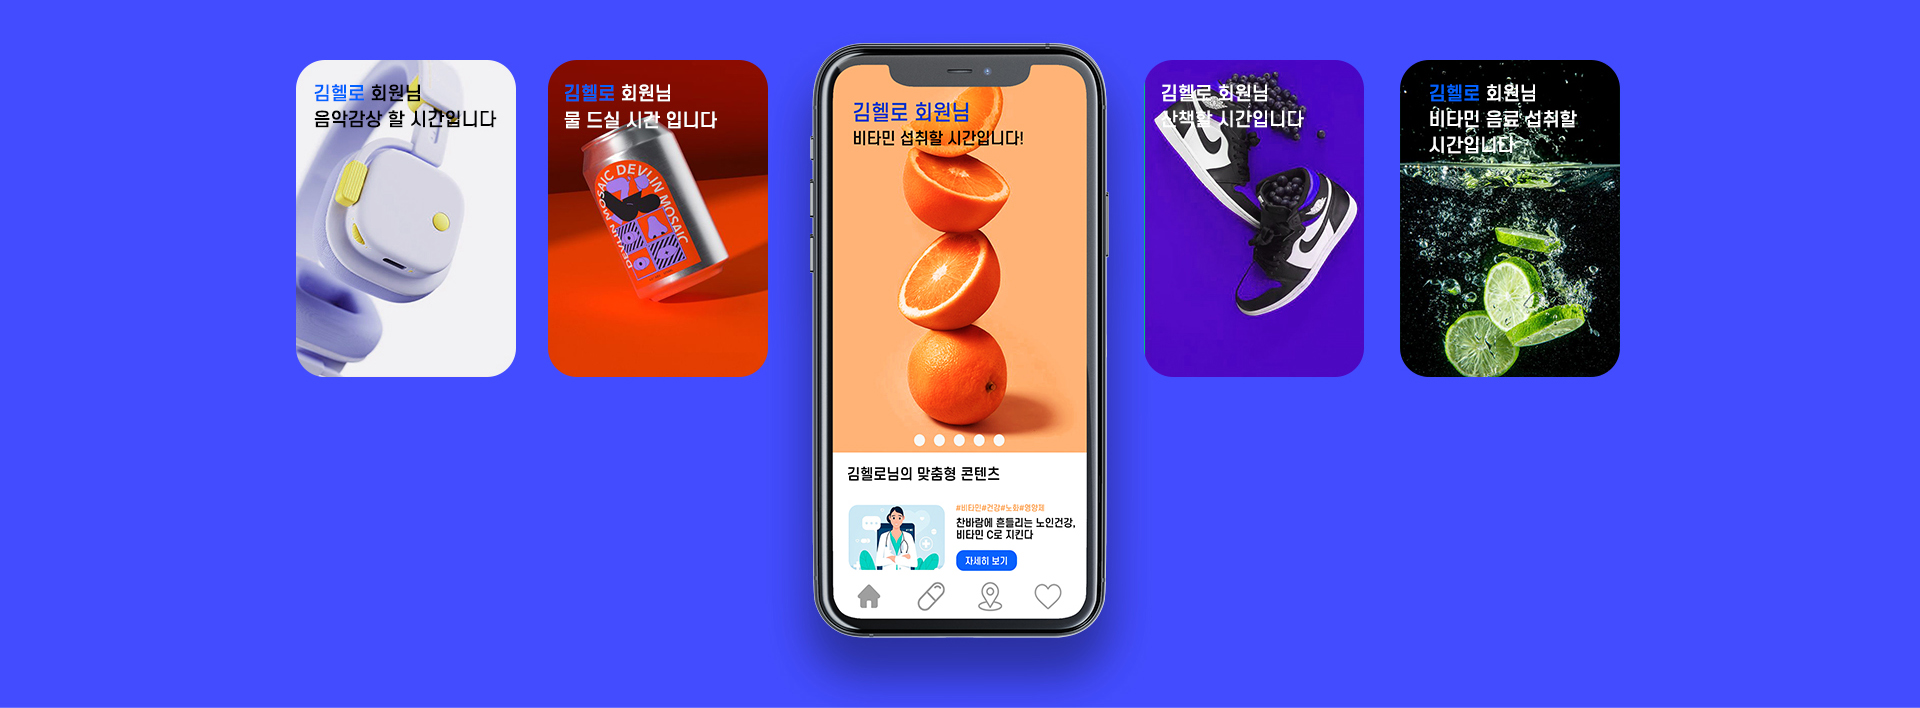 김헬로 회원님
음악감상 할 시간입니다
김헬로 회원님
물 드실 시간 입니다
MOSAIC DEVLIN MOSAIC
DEVLIN MOSAIC
김헬로 회원님
비타민 섭취할 시간입니다!
김헬로님의 맞춤형 콘텐츠
#비타민#건강#노화#영양제
찬바람에 흔들리는 노인건강,
비타민 C로 지킨다
자세히 보기
김헬로 회원님
산책할 시간입니다
김헬로 회원님
비타민 음료 섭취할
시간입니다